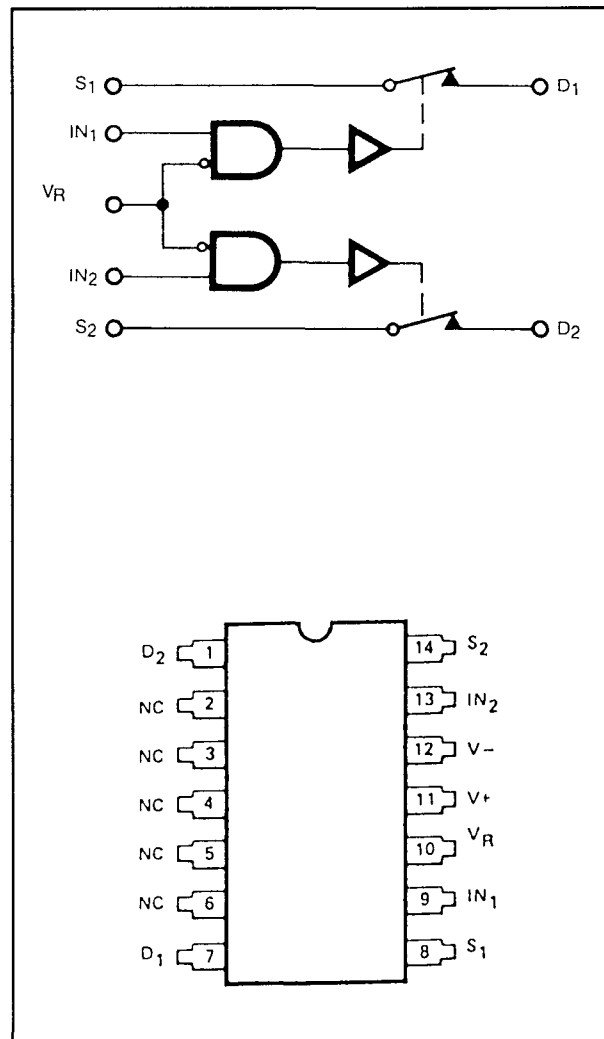 S1 D1
IN1
VR
IN2
S2 D2
D2 1 14 S2
NC 2 13 IN2
NC 3 12 V−
NC 4 11 V+
NC 5 10 VR
NC 6 9 IN1
D1 7 8 S1